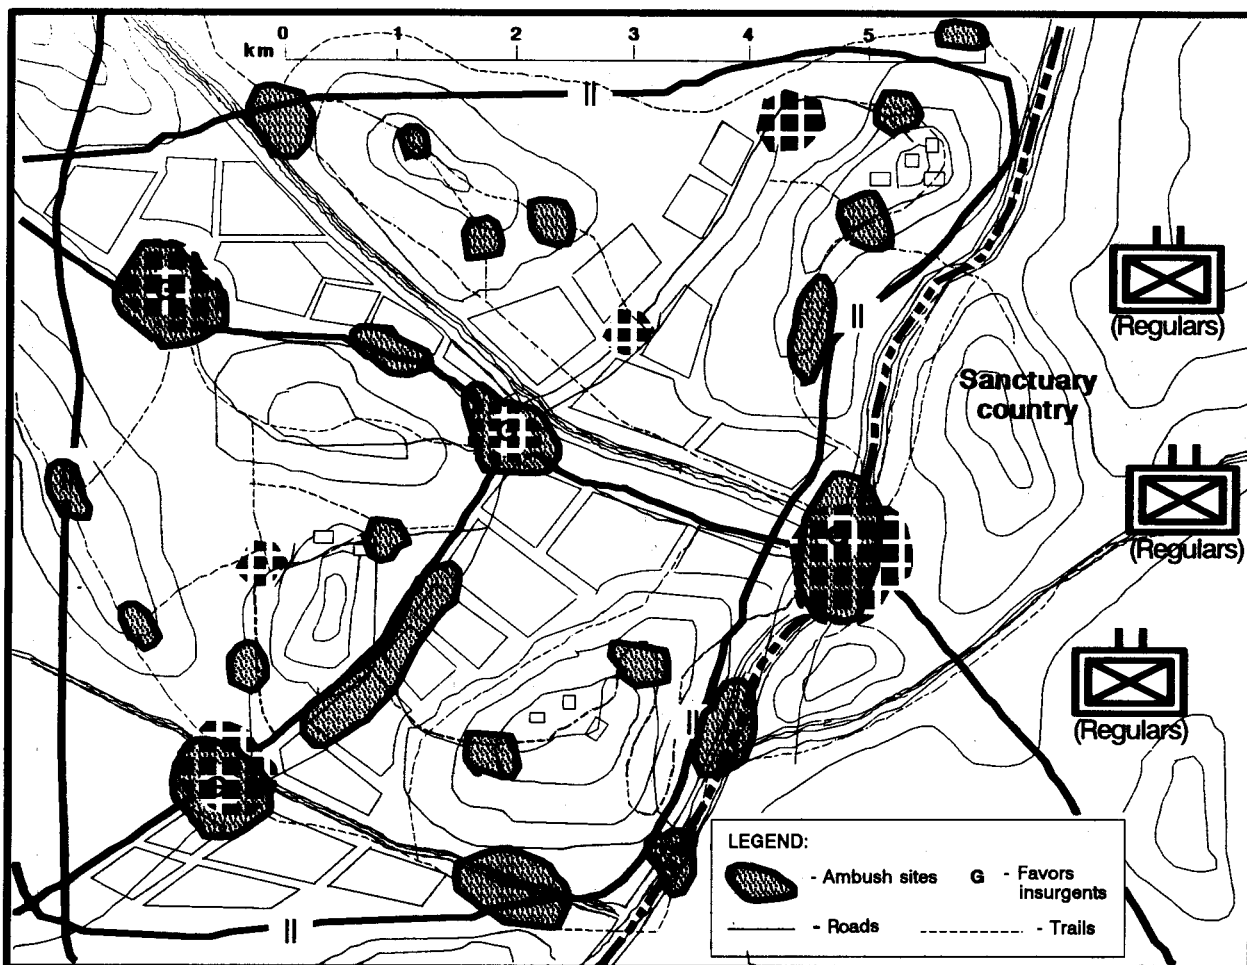 0 1 2 3 4 5
km
||
G
||
(Regulars)
Sanctuary
country
G
(Regulars)
G
(Regulars)
||
G
||
LEGEND:
- Ambush sites
G - Favors
insurgents
- Roads
- Trails